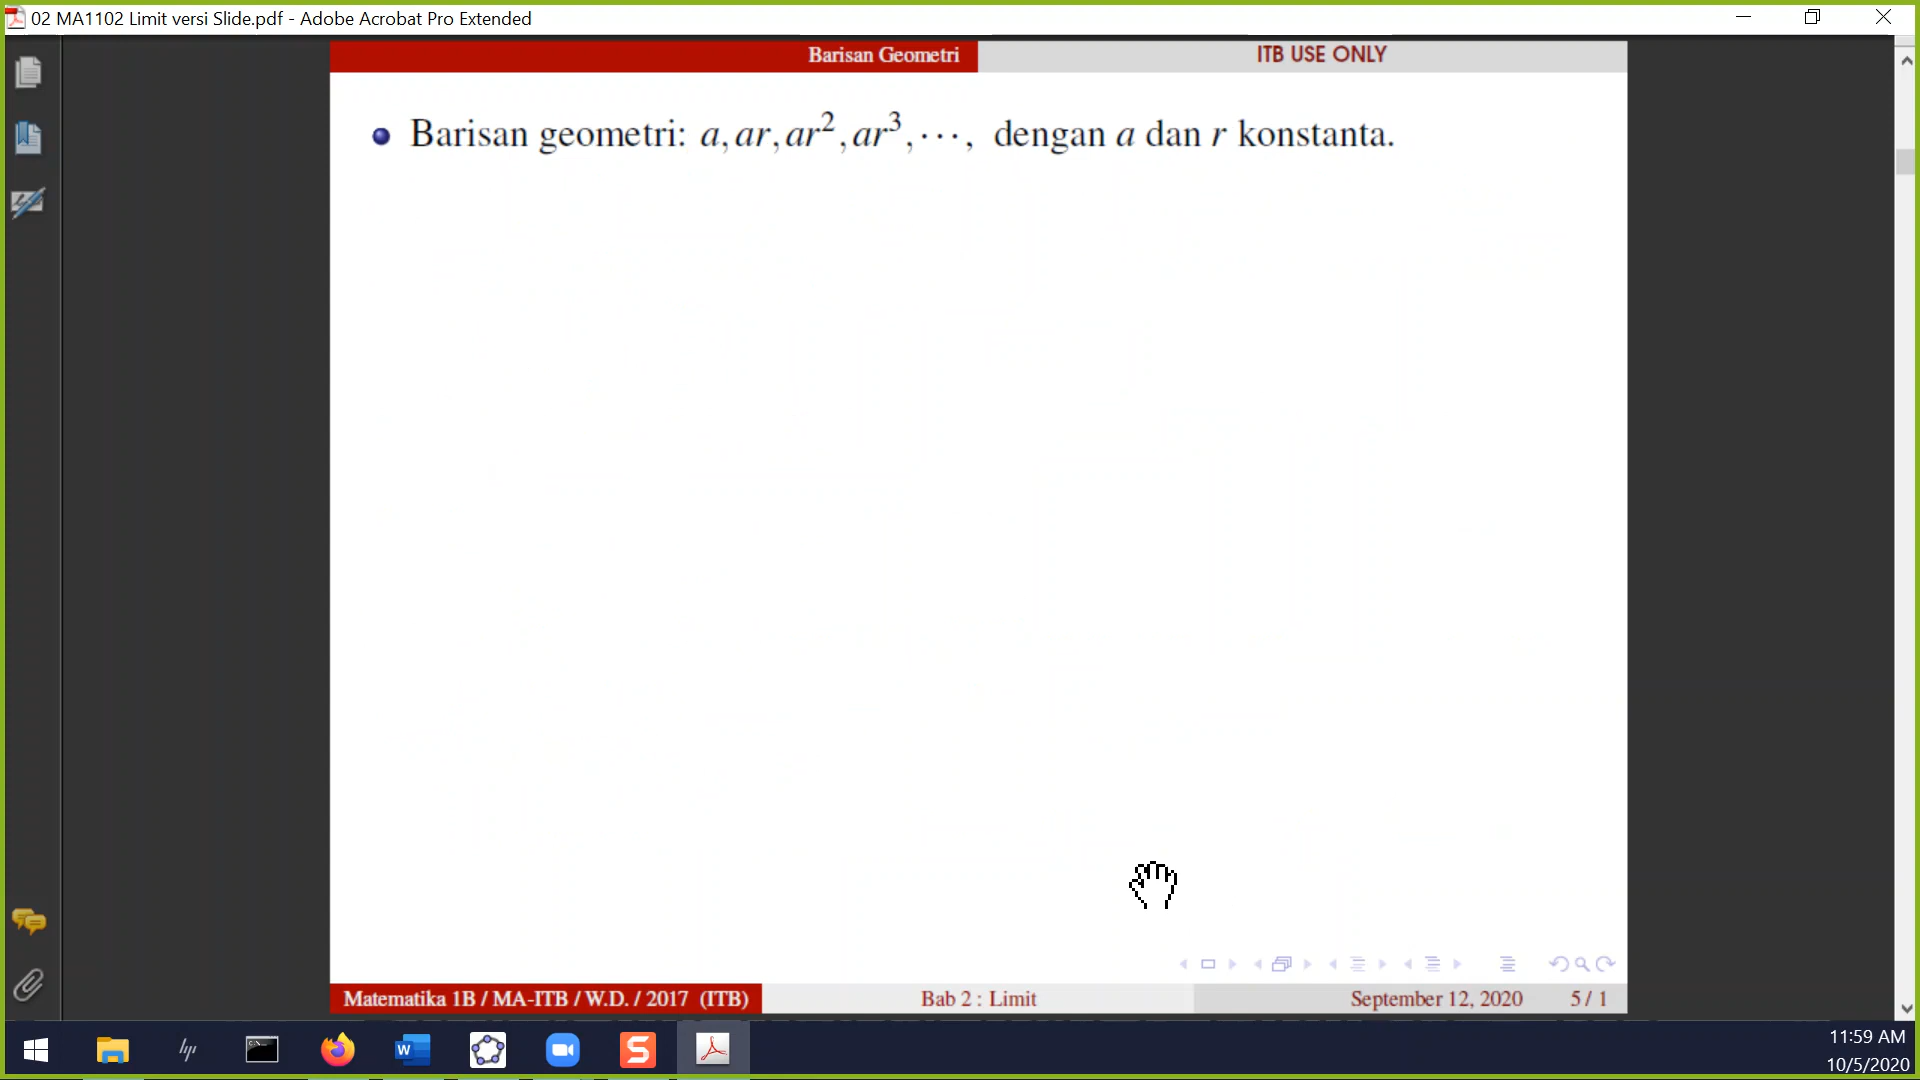 02 MA1102 Limit versi Slide.pdf - Adobe Acrobat Pro Extended
Barisan Geometri
ITB USE ONLY
Barisan geometri: a, ar, ar², ar³, ⋯, dengan a dan r konstanta.
Matematika 1B / MA-ITB / W.D. / 2017 (ITB)
Bab 2 : Limit
September 12, 2020
5 / 1
11:59 AM
10/5/2020